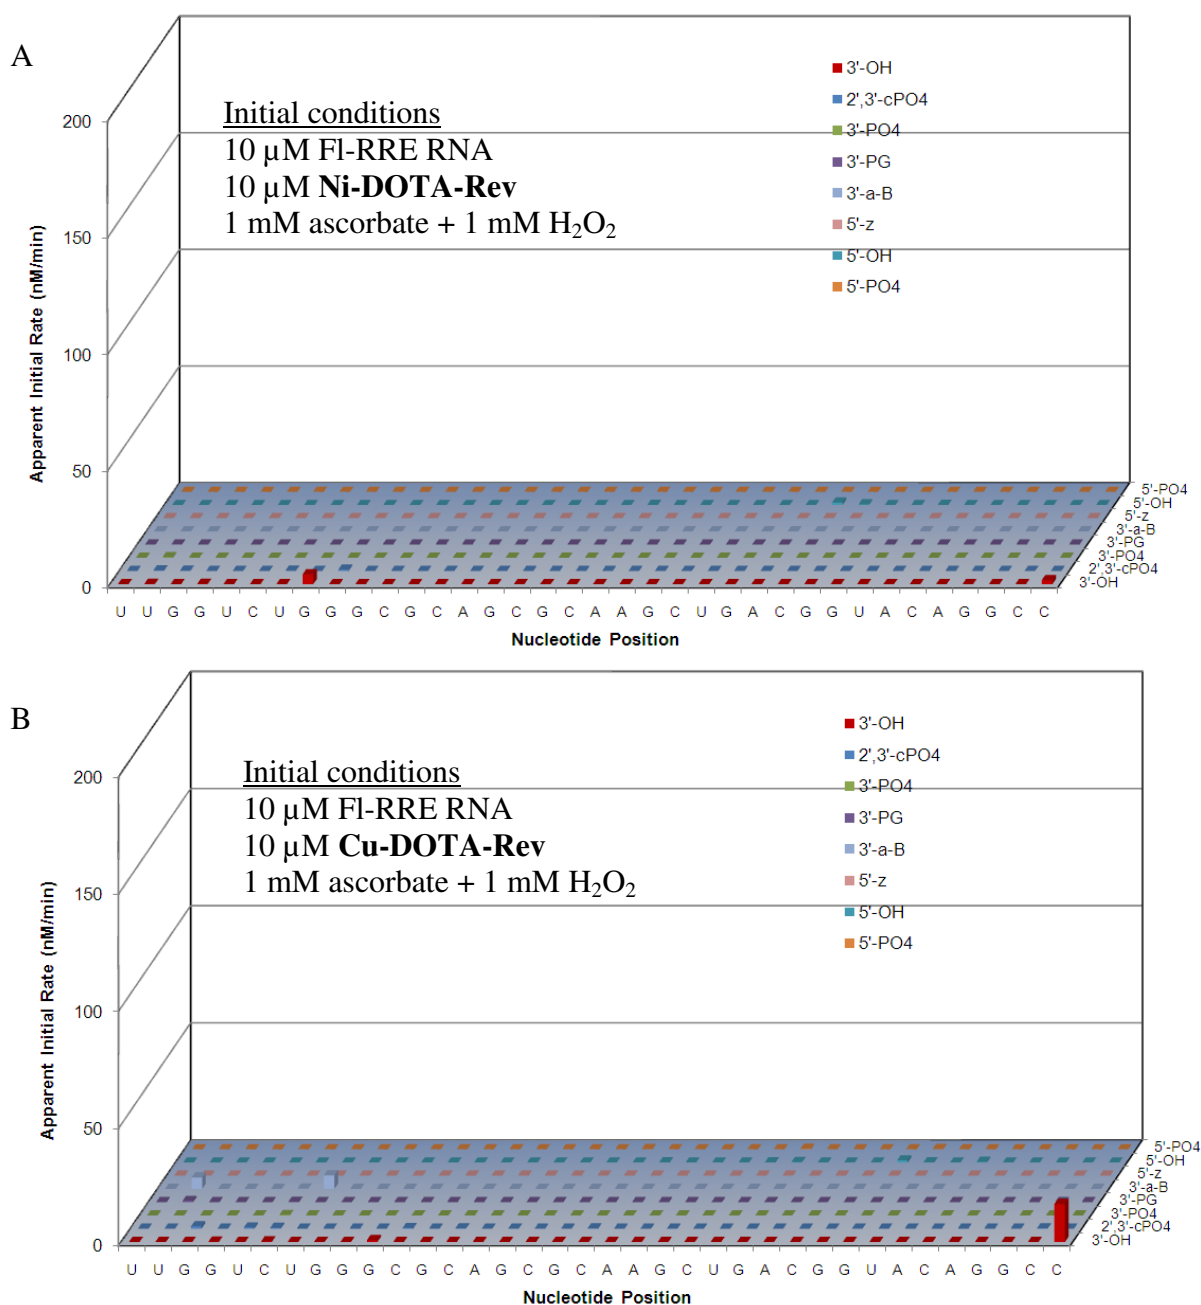 A
3'-OH
2',3'-cPO4
3'-PO4
3'-PG
3'-a-B
5'-z
5'-OH
5'-PO4
Initial conditions
10 µM Fl-RRE RNA
10 µM Ni-DOTA-Rev
1 mM ascorbate + 1 mM H₂O₂
Apparent Initial Rate (nM/min)
200
150
100
50
0
5'-PO4
5'-OH
5'-z
3'-a-B
3'-PG
3'-PO4
2',3'-cPO4
3'-OH
U U G G U C U G G G C G C A G C G C A A G C U G A C G G U A C A G G C C
Nucleotide Position
B
3'-OH
2',3'-cPO4
3'-PO4
3'-PG
3'-a-B
5'-z
5'-OH
5'-PO4
Initial conditions
10 µM Fl-RRE RNA
10 µM Cu-DOTA-Rev
1 mM ascorbate + 1 mM H₂O₂
Apparent Initial Rate (nM/min)
200
150
100
50
0
5'-PO4
5'-OH
5'-z
3'-a-B
3'-PG
3'-PO4
2',3'-cPO4
3'-OH
U U G G U C U G G G C G C A G C G C A A G C U G A C G G U A C A G G C C
Nucleotide Position